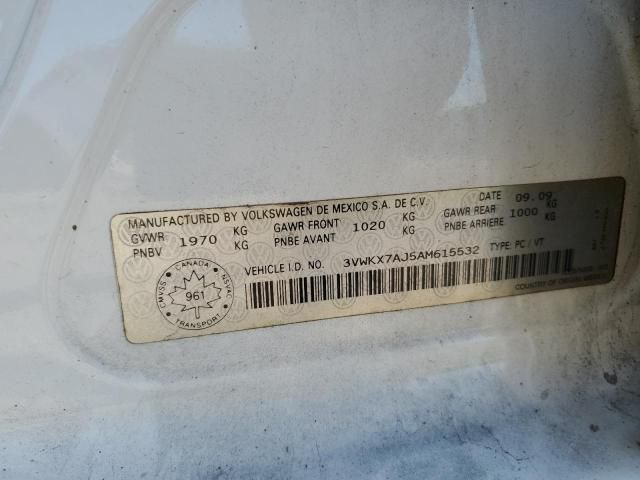 MANUFACTURED BY VOLKSWAGEN DE MEXICO S.A. DE C.V. DATE 09.09
GVWR 1970 KG GAWR FRONT 1020 KG GAWR REAR 1000 KG
PNBV KG PNBE AVANT KG PNBE ARRIERE KG
VEHICLE I.D. NO. 3VWKX7AJ5AM615532 TYPE: PC / VT
CMVSS CANADA NSVAC
961
TRANSPORT
COUNTRY OF ORIGIN